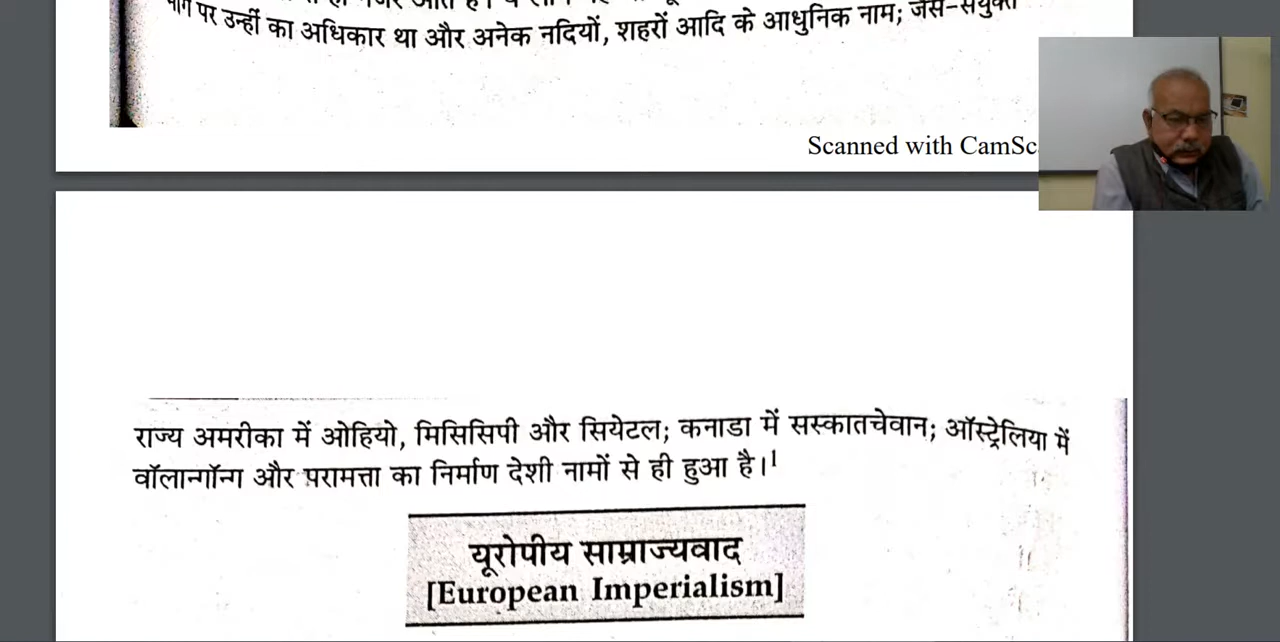 पर उन्हीं का अधिकार था और अनेक नदियों, शहरों आदि के आधुनिक नाम; जैसे-संयुक्त
Scanned with CamSc
राज्य अमरीका में ओहियो, मिसिसिपी और सियेटल; कनाडा में सस्कातचेवान; ऑस्ट्रेलिया में
वॉलान्गॉन्ग और परामत्ता का निर्माण देशी नामों से ही हुआ है।¹
यूरोपीय साम्राज्यवाद
[European Imperialism]